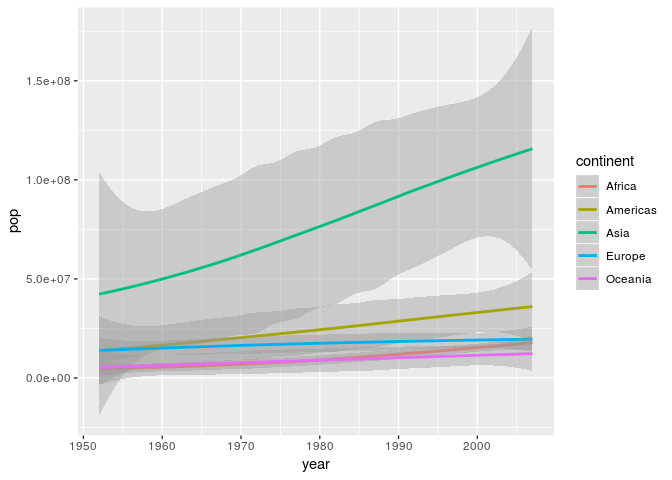 1.5e+08
1.0e+08
5.0e+07
0.0e+00
pop
1950 1960 1970 1980 1990 2000
year
continent
Africa
Americas
Asia
Europe
Oceania